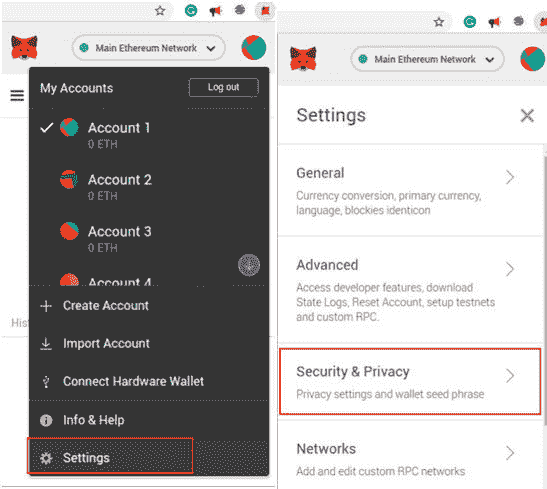 Main Ethereum Network
My Accounts
Log out
Account 1
0 ETH
Account 2
0 ETH
Account 3
0 ETH
Account 4
Hist
Create Account
Import Account
Connect Hardware Wallet
Info & Help
Settings
Main Ethereum Network
Settings
General
Currency conversion, primary currency,
language, blockies identicon
Advanced
Access developer features, download
State Logs, Reset Account, setup testnets
and custom RPC.
Security & Privacy
Privacy settings and wallet seed phrase
Networks
Add and edit custom RPC networks